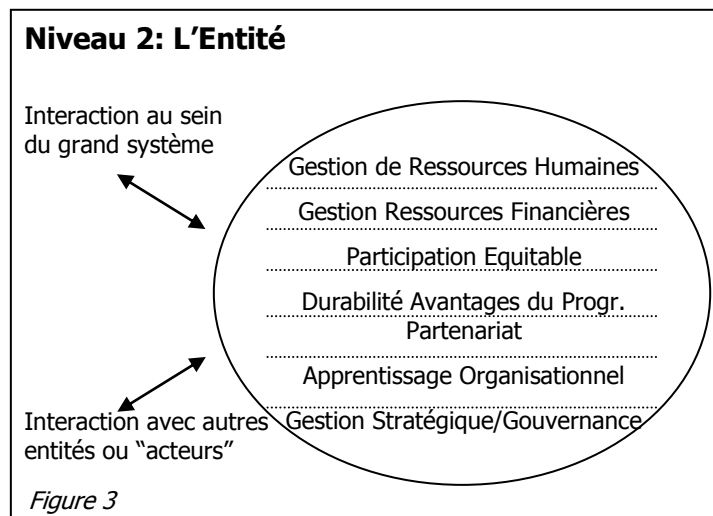 Niveau 2: L'Entité
Interaction au sein
du grand système
Gestion de Ressources Humaines
Gestion Ressources Financières
Participation Equitable
Durabilité Avantages du Progr.
Partenariat
Apprentissage Organisationnel
Gestion Stratégique/Gouvernance
Interaction avec autres
entités ou “acteurs”
Figure 3